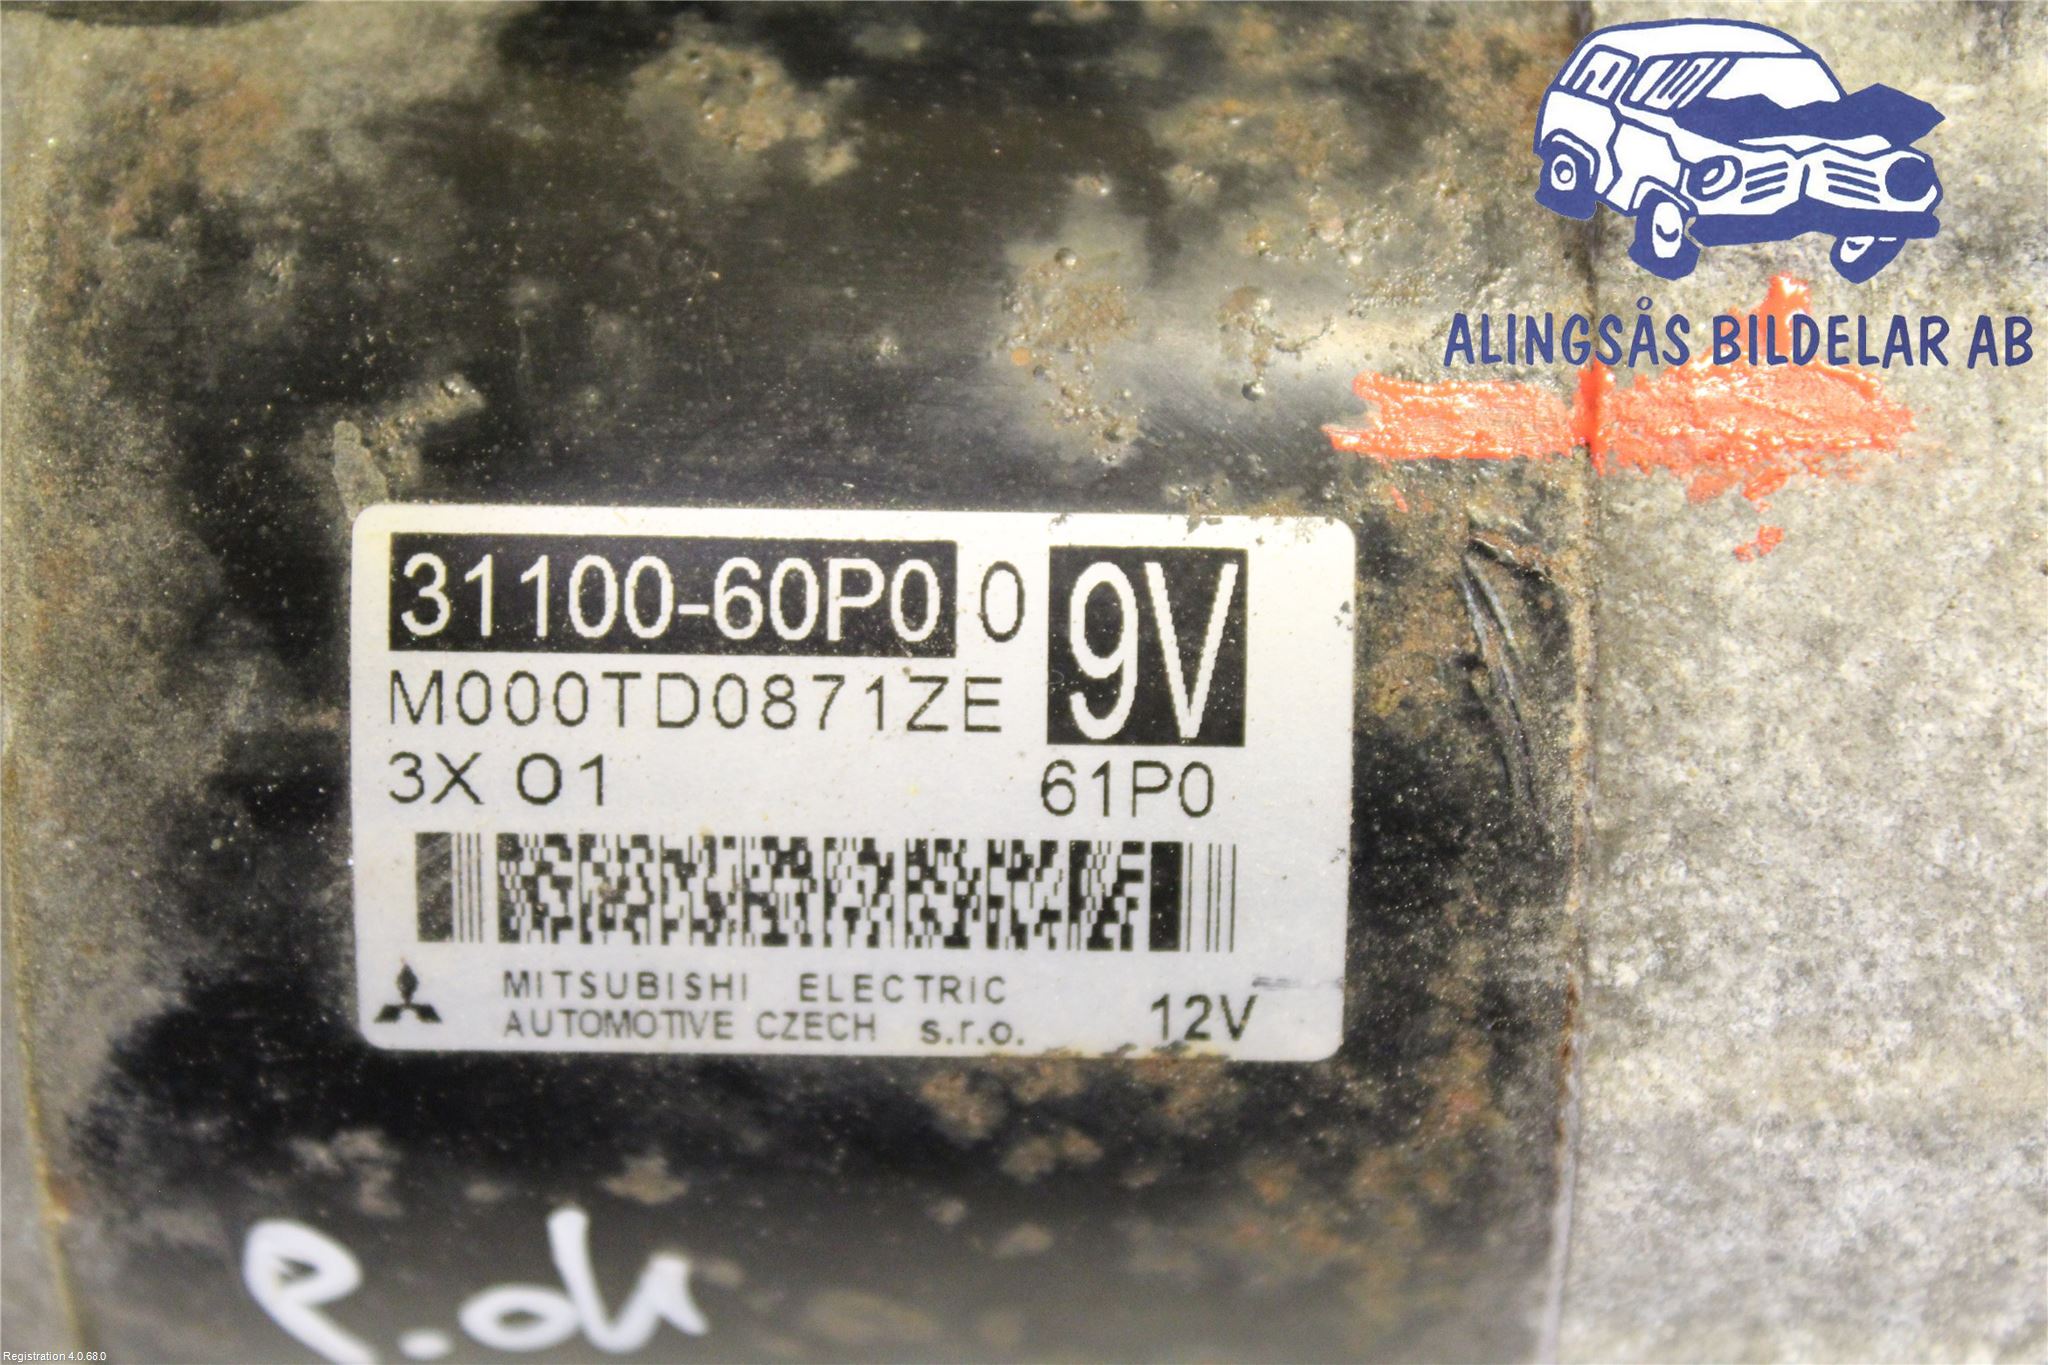 ALINGSÅS BILDELAR AB
31100-60P0 0 9V
M000TD0871ZE
3X 01 61P0
MITSUBISHI ELECTRIC
AUTOMOTIVE CZECH s.r.o. 12V
P.ok
Registration 4.0.68.0